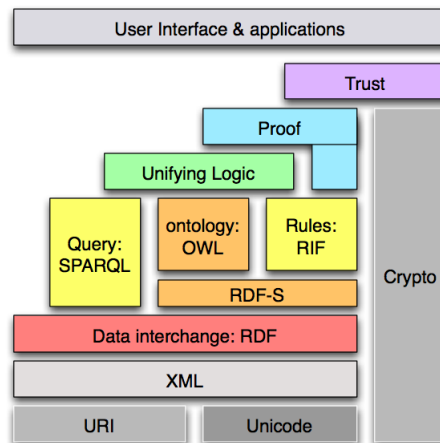 User Interface & applications
Trust
Proof
Unifying Logic
Query:
SPARQL
ontology:
OWL
Rules:
RIF
Crypto
RDF-S
Data interchange: RDF
XML
URI
Unicode